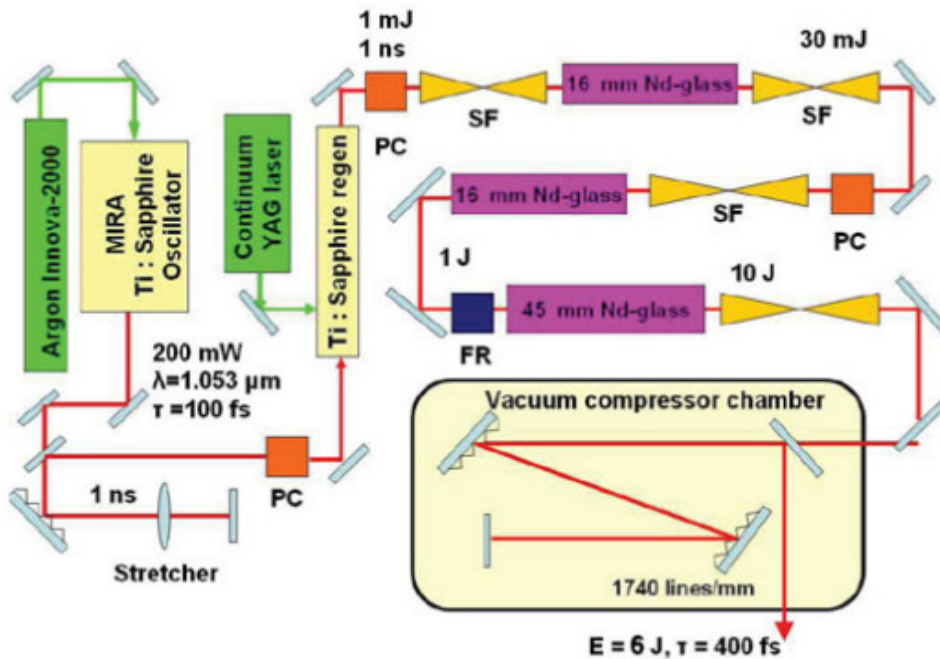 Argon Innova-2000
MIRA
Ti : Sapphire
Oscillator
200 mW
λ=1.053 μm
τ =100 fs
1 ns
Stretcher
PC
Continuum
YAG laser
Ti : Sapphire regen
1 mJ
1 ns
PC
SF
16 mm Nd-glass
30 mJ
SF
16 mm Nd-glass
SF
PC
1 J
FR
45 mm Nd-glass
10 J
Vacuum compressor chamber
1740 lines/mm
E = 6 J, τ = 400 fs